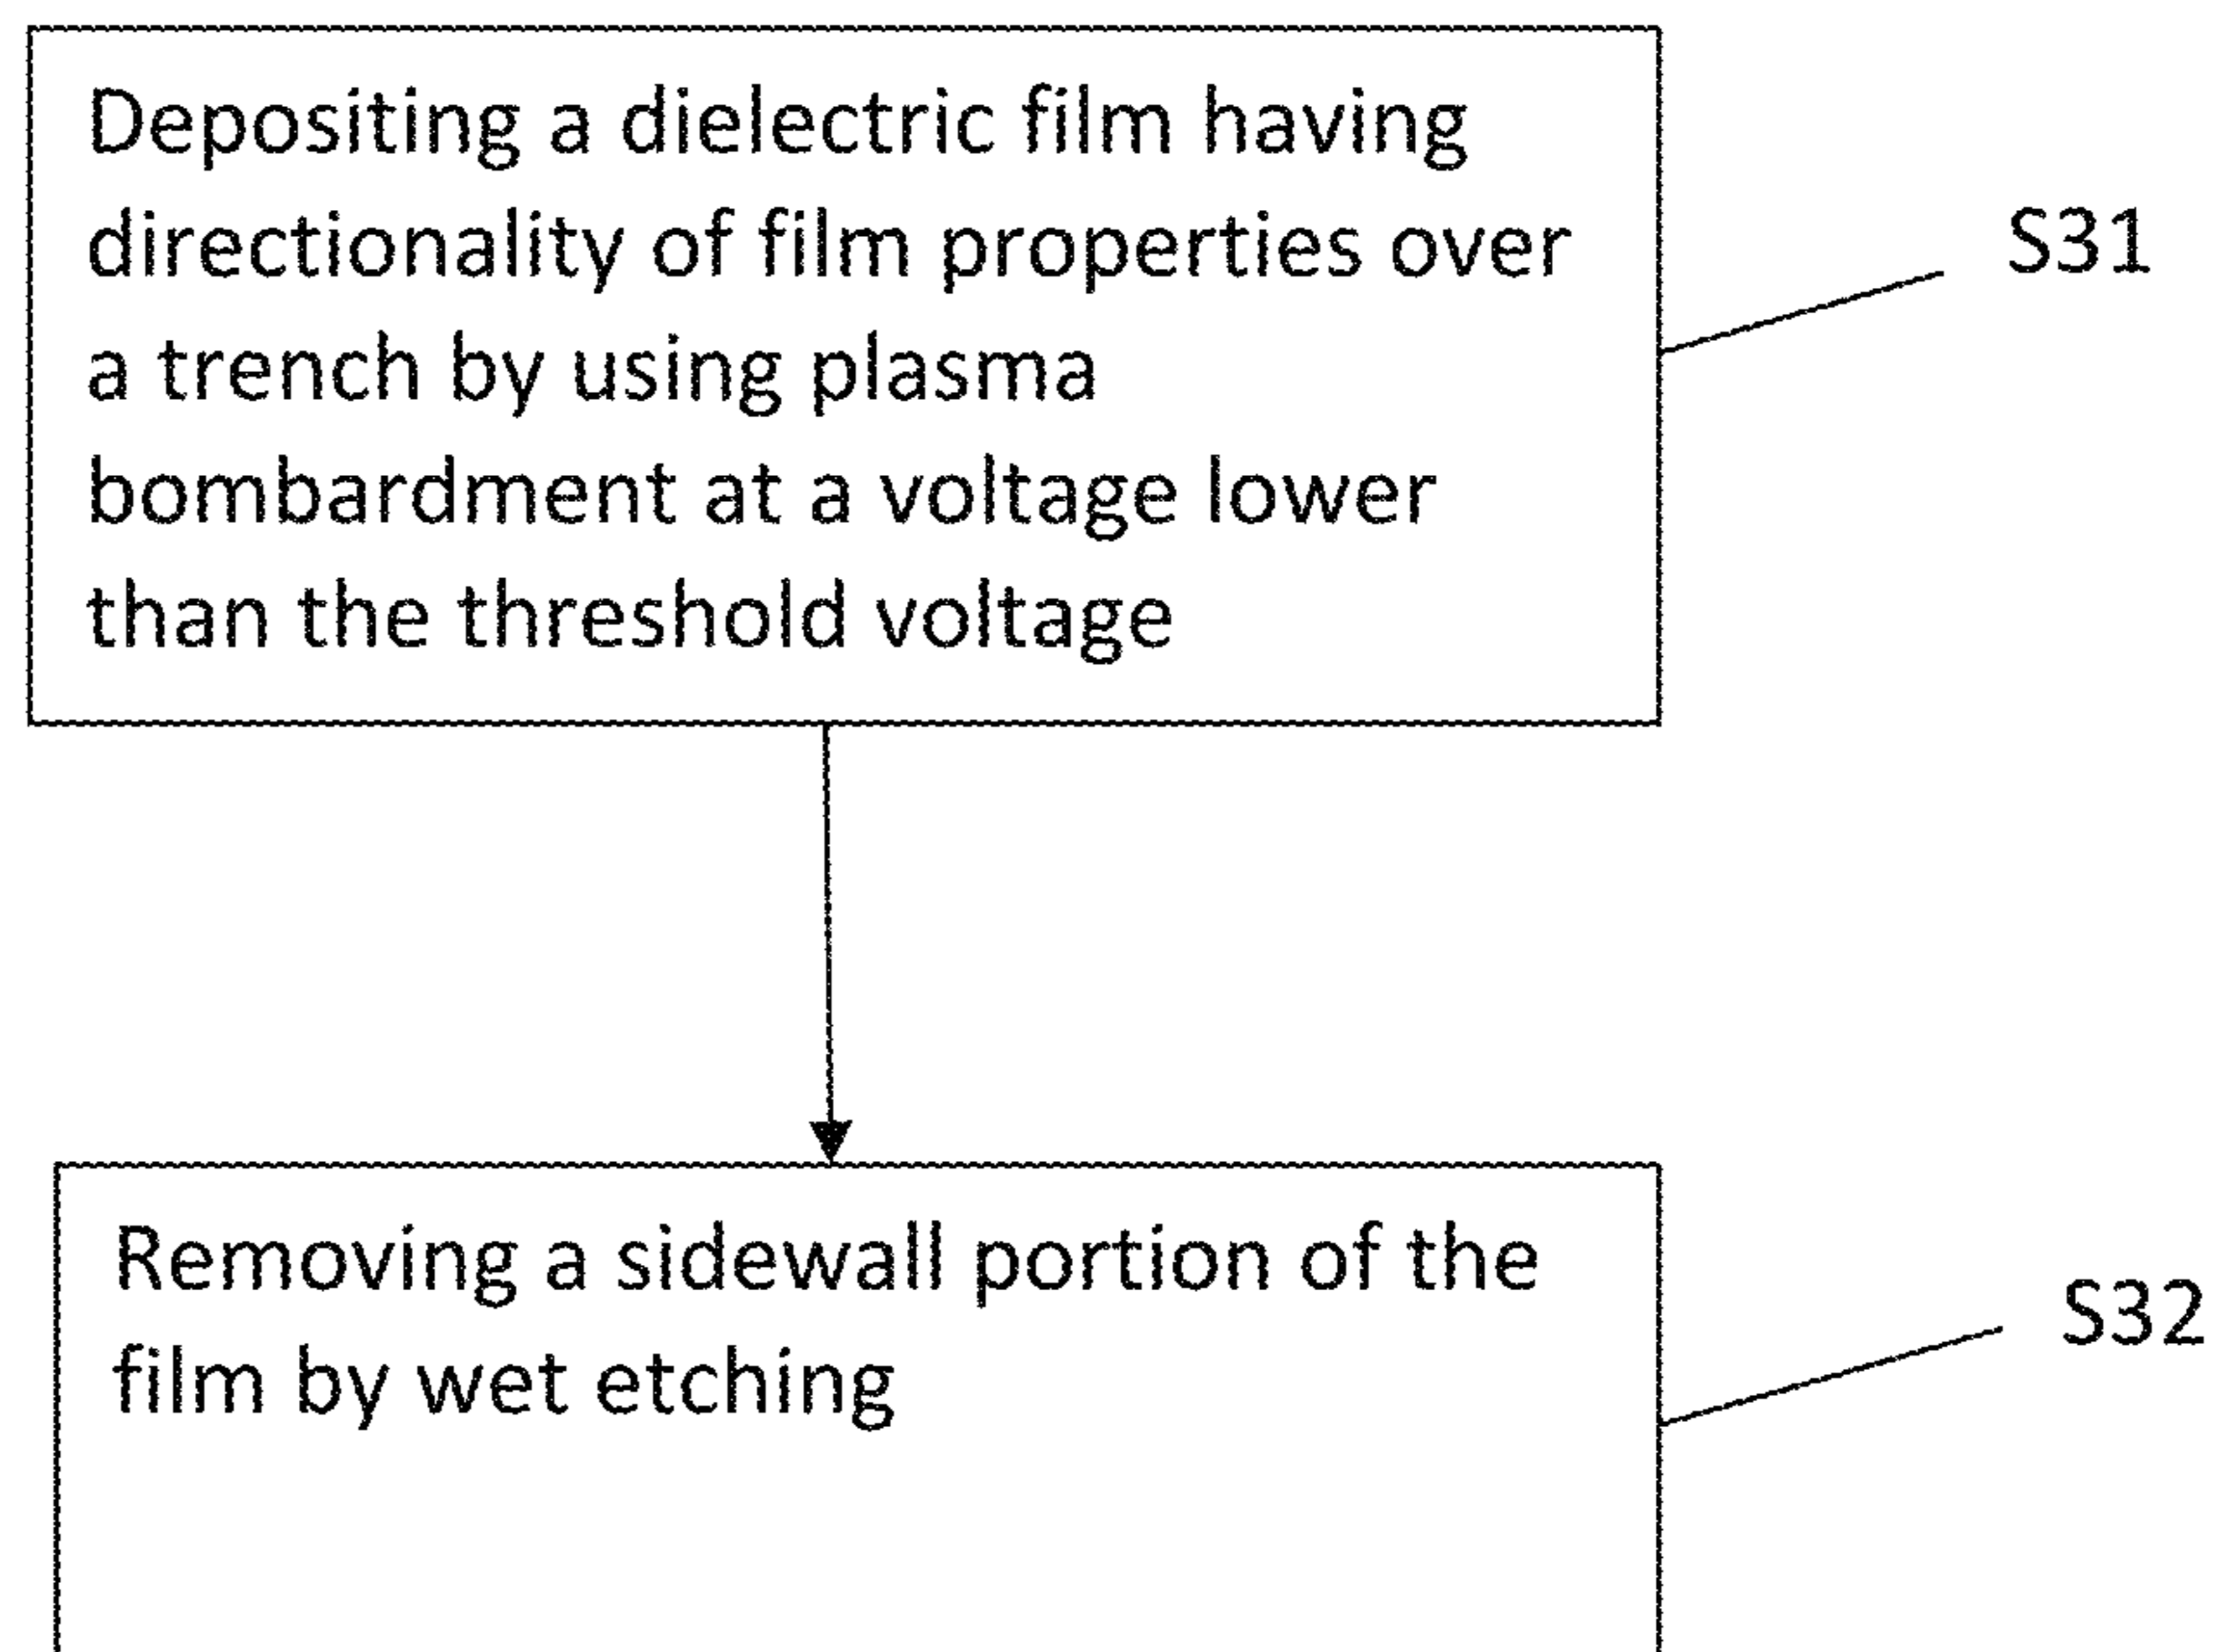 Depositing a dielectric film having
directionality of film properties over
a trench by using plasma
bombardment at a voltage lower
than the threshold voltage
S31
Removing a sidewall portion of the
film by wet etching
S32